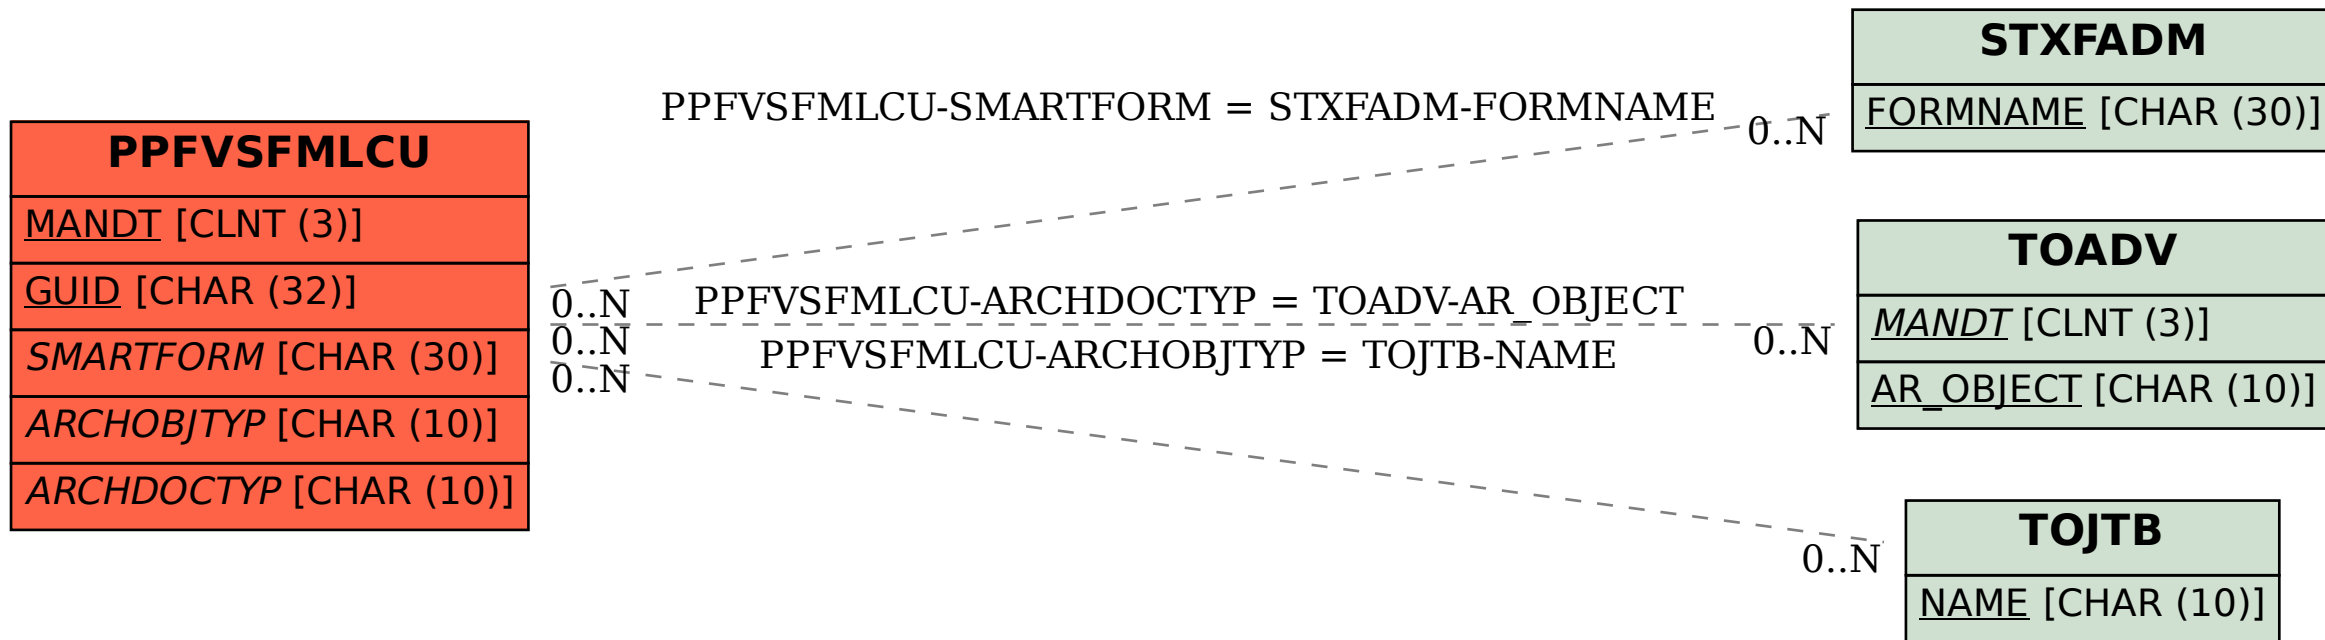 PPFVSFMLCU
MANDT [CLNT (3)]
GUID [CHAR (32)]
SMARTFORM [CHAR (30)]
ARCHOBJTYP [CHAR (10)]
ARCHDOCTYP [CHAR (10)]
PPFVSFMLCU-SMARTFORM = STXFADM-FORMNAME
0..N
0..N
PPFVSFMLCU-ARCHDOCTYP = TOADV-AR_OBJECT
0..N
0..N
PPFVSFMLCU-ARCHOBJTYP = TOJTB-NAME
0..N
0..N
STXFADM
FORMNAME [CHAR (30)]
TOADV
MANDT [CLNT (3)]
AR_OBJECT [CHAR (10)]
TOJTB
NAME [CHAR (10)]